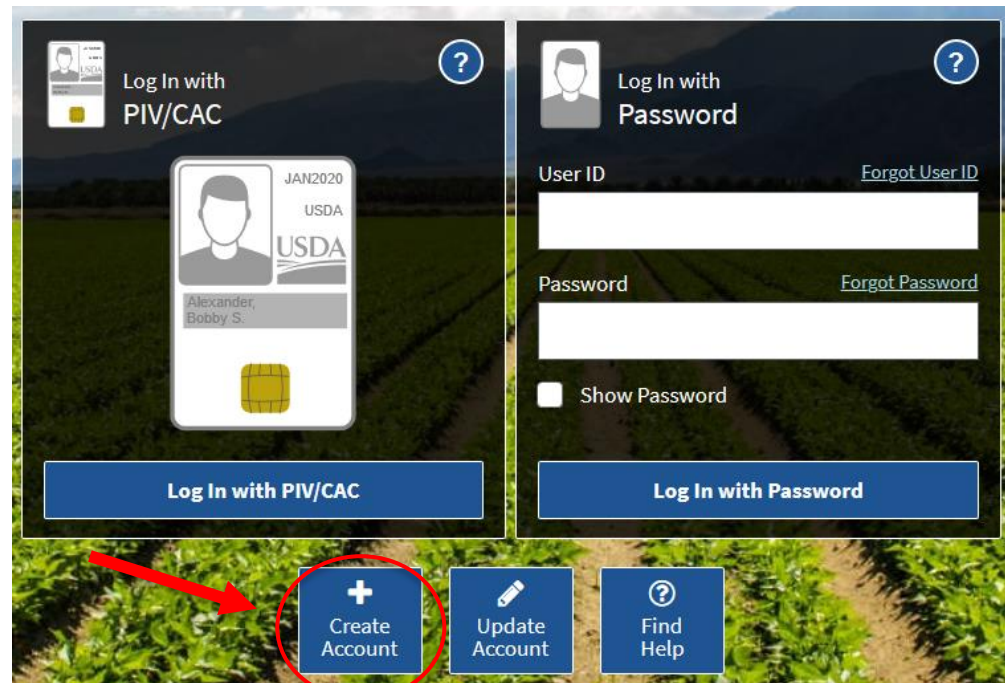 Log In with
PIV/CAC
?
JAN2020
USDA
USDA
Alexander,
Bobby S.
Log In with PIV/CAC
Log In with
Password
?
User ID
Forgot User ID
Password
Forgot Password
Show Password
Log In with Password
Create
Account
Update
Account
?
Find
Help